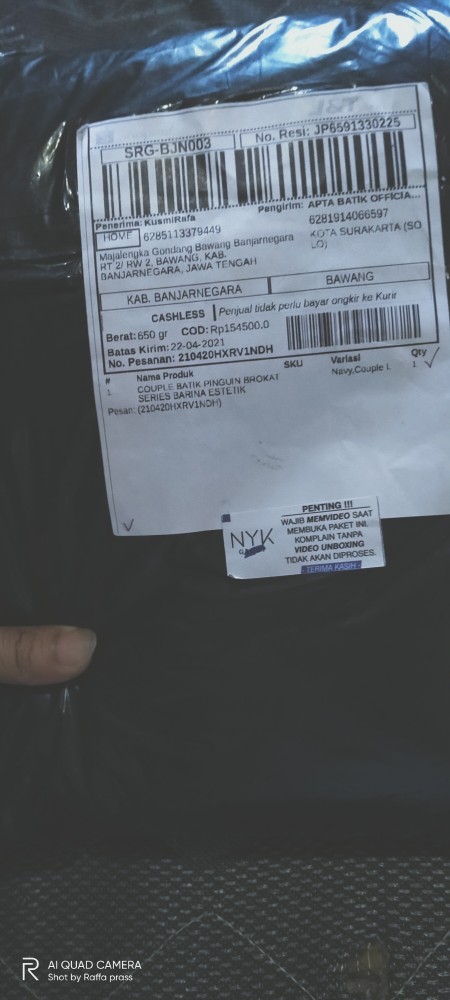 SRG-BJN003
No. Resi: JP6591330225
Penerima: KusmiRafa
Pengirim: APTA BATIK OFFICIA...
HOME 6285113379449
6281914066597
Majalengka Gondang Bawang Banjarnegara
KOTA SURAKARTA (SO
LO)
RT 2/ RW 2, BAWANG, KAB.
BANJARNEGARA, JAWA TENGAH
KAB. BANJARNEGARA
BAWANG
CASHLESS Penjual tidak perlu bayar ongkir ke Kurir
Berat: 650 gr COD: Rp154500.0
Batas Kirim: 22-04-2021
No. Pesanan: 210420HXRV1NDH
# Nama Produk SKU Variasi Qty
1 COUPLE BATIK PINGUIN BROKAT Navy,Couple L 1
SERIES BARINA ESTETIK
Pesan: (210420HXRV1NDH)
NYK
PENTING !!!
WAJIB MEMVIDEO SAAT
MEMBUKA PAKET INI.
KOMPLAIN TANPA
VIDEO UNBOXING
TIDAK AKAN DIPROSES.
- TERIMA KASIH -
AI QUAD CAMERA
Shot by Raffa prass